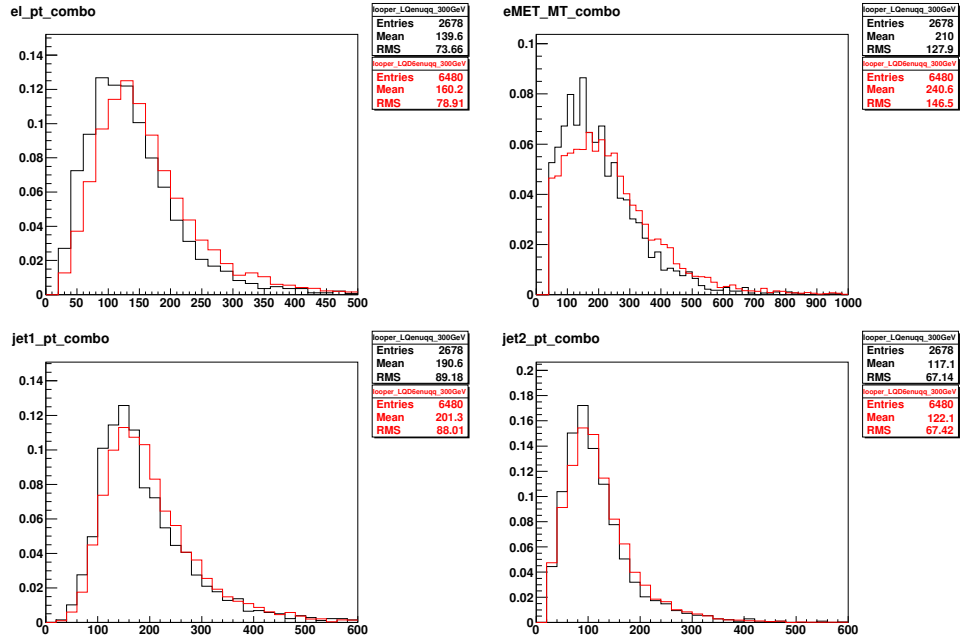 el_pt_combo
looper_LQenuqq_300GeV
Entries 2678
Mean 139.6
RMS 73.66
looper_LQD6enuqq_300GeV
Entries 6480
Mean 160.2
RMS 78.91
0.14
0.12
0.1
0.08
0.06
0.04
0.02
0
0 50 100 150 200 250 300 350 400 450 500
eMET_MT_combo
looper_LQenuqq_300GeV
Entries 2678
Mean 210
RMS 127.9
looper_LQD6enuqq_300GeV
Entries 6480
Mean 240.6
RMS 146.5
0.1
0.08
0.06
0.04
0.02
0
0 100 200 300 400 500 600 700 800 900 1000
jet1_pt_combo
looper_LQenuqq_300GeV
Entries 2678
Mean 190.6
RMS 89.18
looper_LQD6enuqq_300GeV
Entries 6480
Mean 201.3
RMS 88.01
0.14
0.12
0.1
0.08
0.06
0.04
0.02
0
0 100 200 300 400 500 600
jet2_pt_combo
looper_LQenuqq_300GeV
Entries 2678
Mean 117.1
RMS 67.14
looper_LQD6enuqq_300GeV
Entries 6480
Mean 122.1
RMS 67.42
0.2
0.18
0.16
0.14
0.12
0.1
0.08
0.06
0.04
0.02
0
0 100 200 300 400 500 600